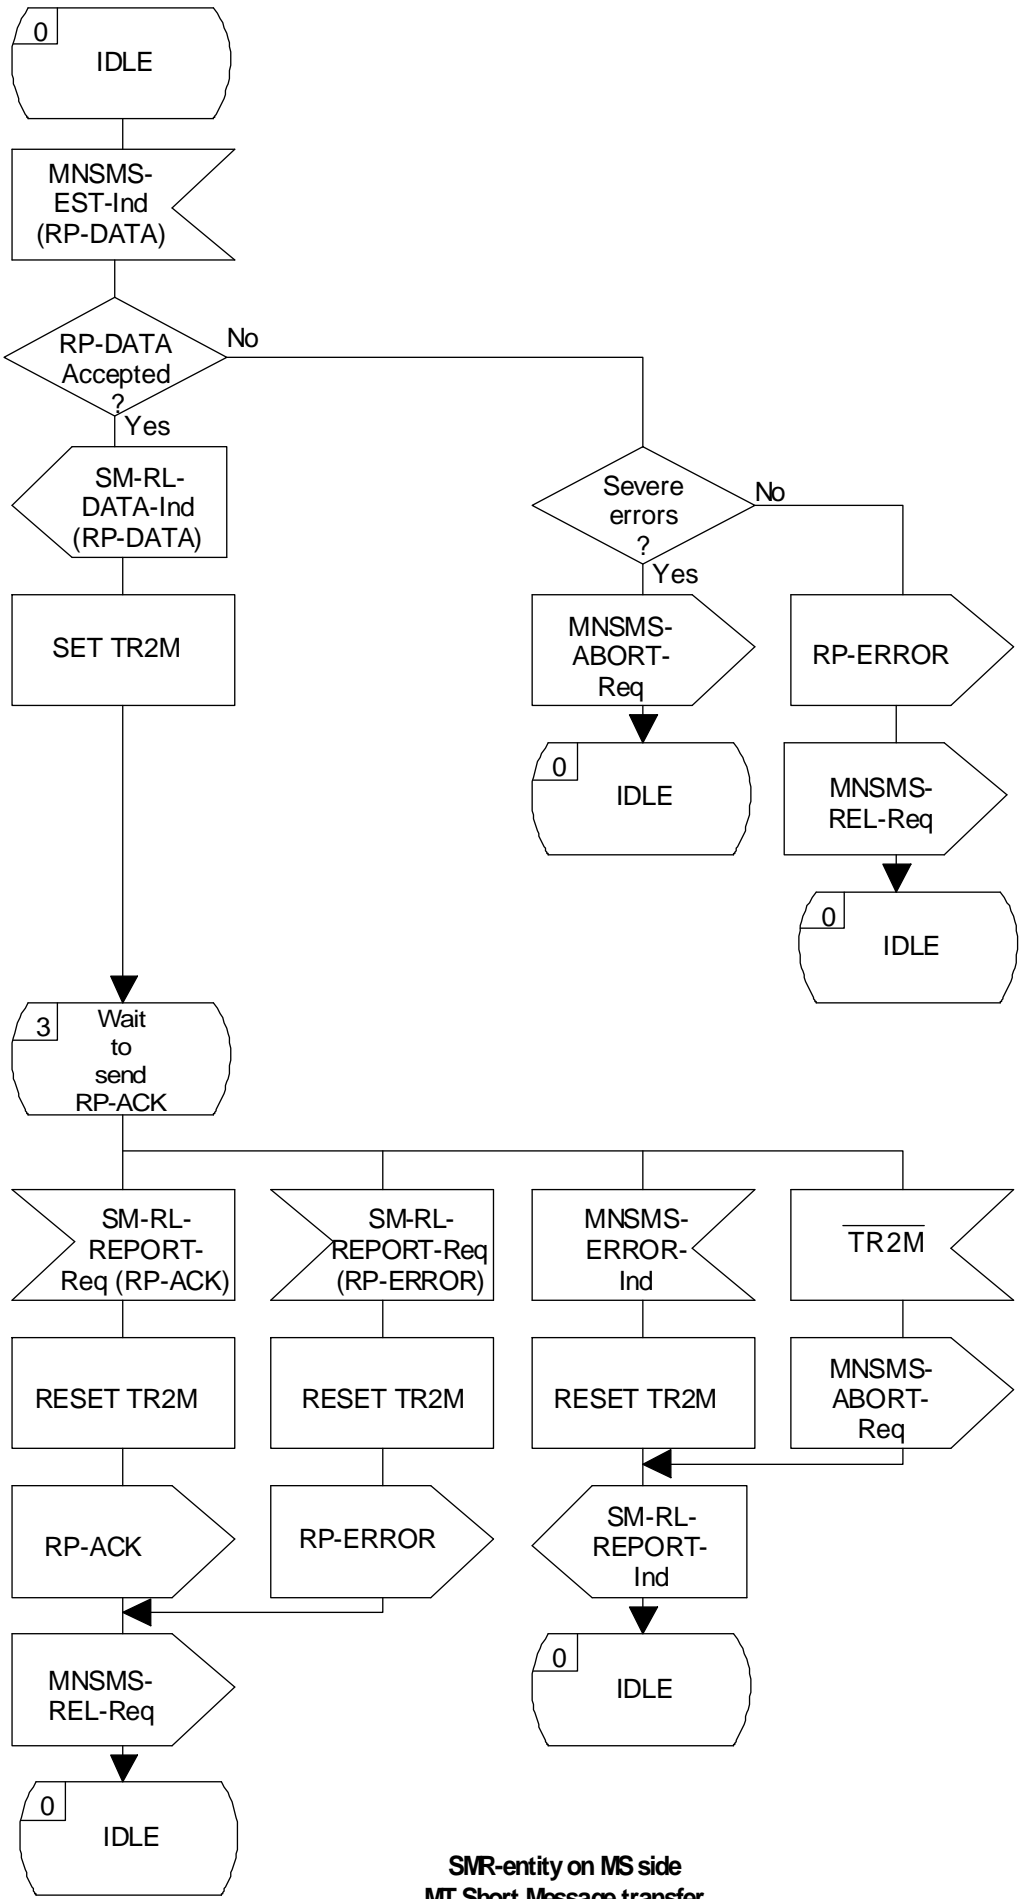 0
IDLE
MNSMS-
EST-Ind
(RP-DATA)
RP-DATA
Accepted
?
No
Yes
SM-RL-
DATA-Ind
(RP-DATA)
Severe
errors
?
No
Yes
SET TR2M
MNSMS-
ABORT-
Req
RP-ERROR
0
IDLE
MNSMS-
REL-Req
0
IDLE
3
Wait
to
send
RP-ACK
SM-RL-
REPORT-
Req (RP-ACK)
SM-RL-
REPORT-Req
(RP-ERROR)
MNSMS-
ERROR-
Ind
TR2M
RESET TR2M
RESET TR2M
RESET TR2M
MNSMS-
ABORT-
Req
RP-ACK
RP-ERROR
SM-RL-
REPORT-
Ind
MNSMS-
REL-Req
0
IDLE
0
IDLE
SMR-entity on MS side
MT Short Message transfer